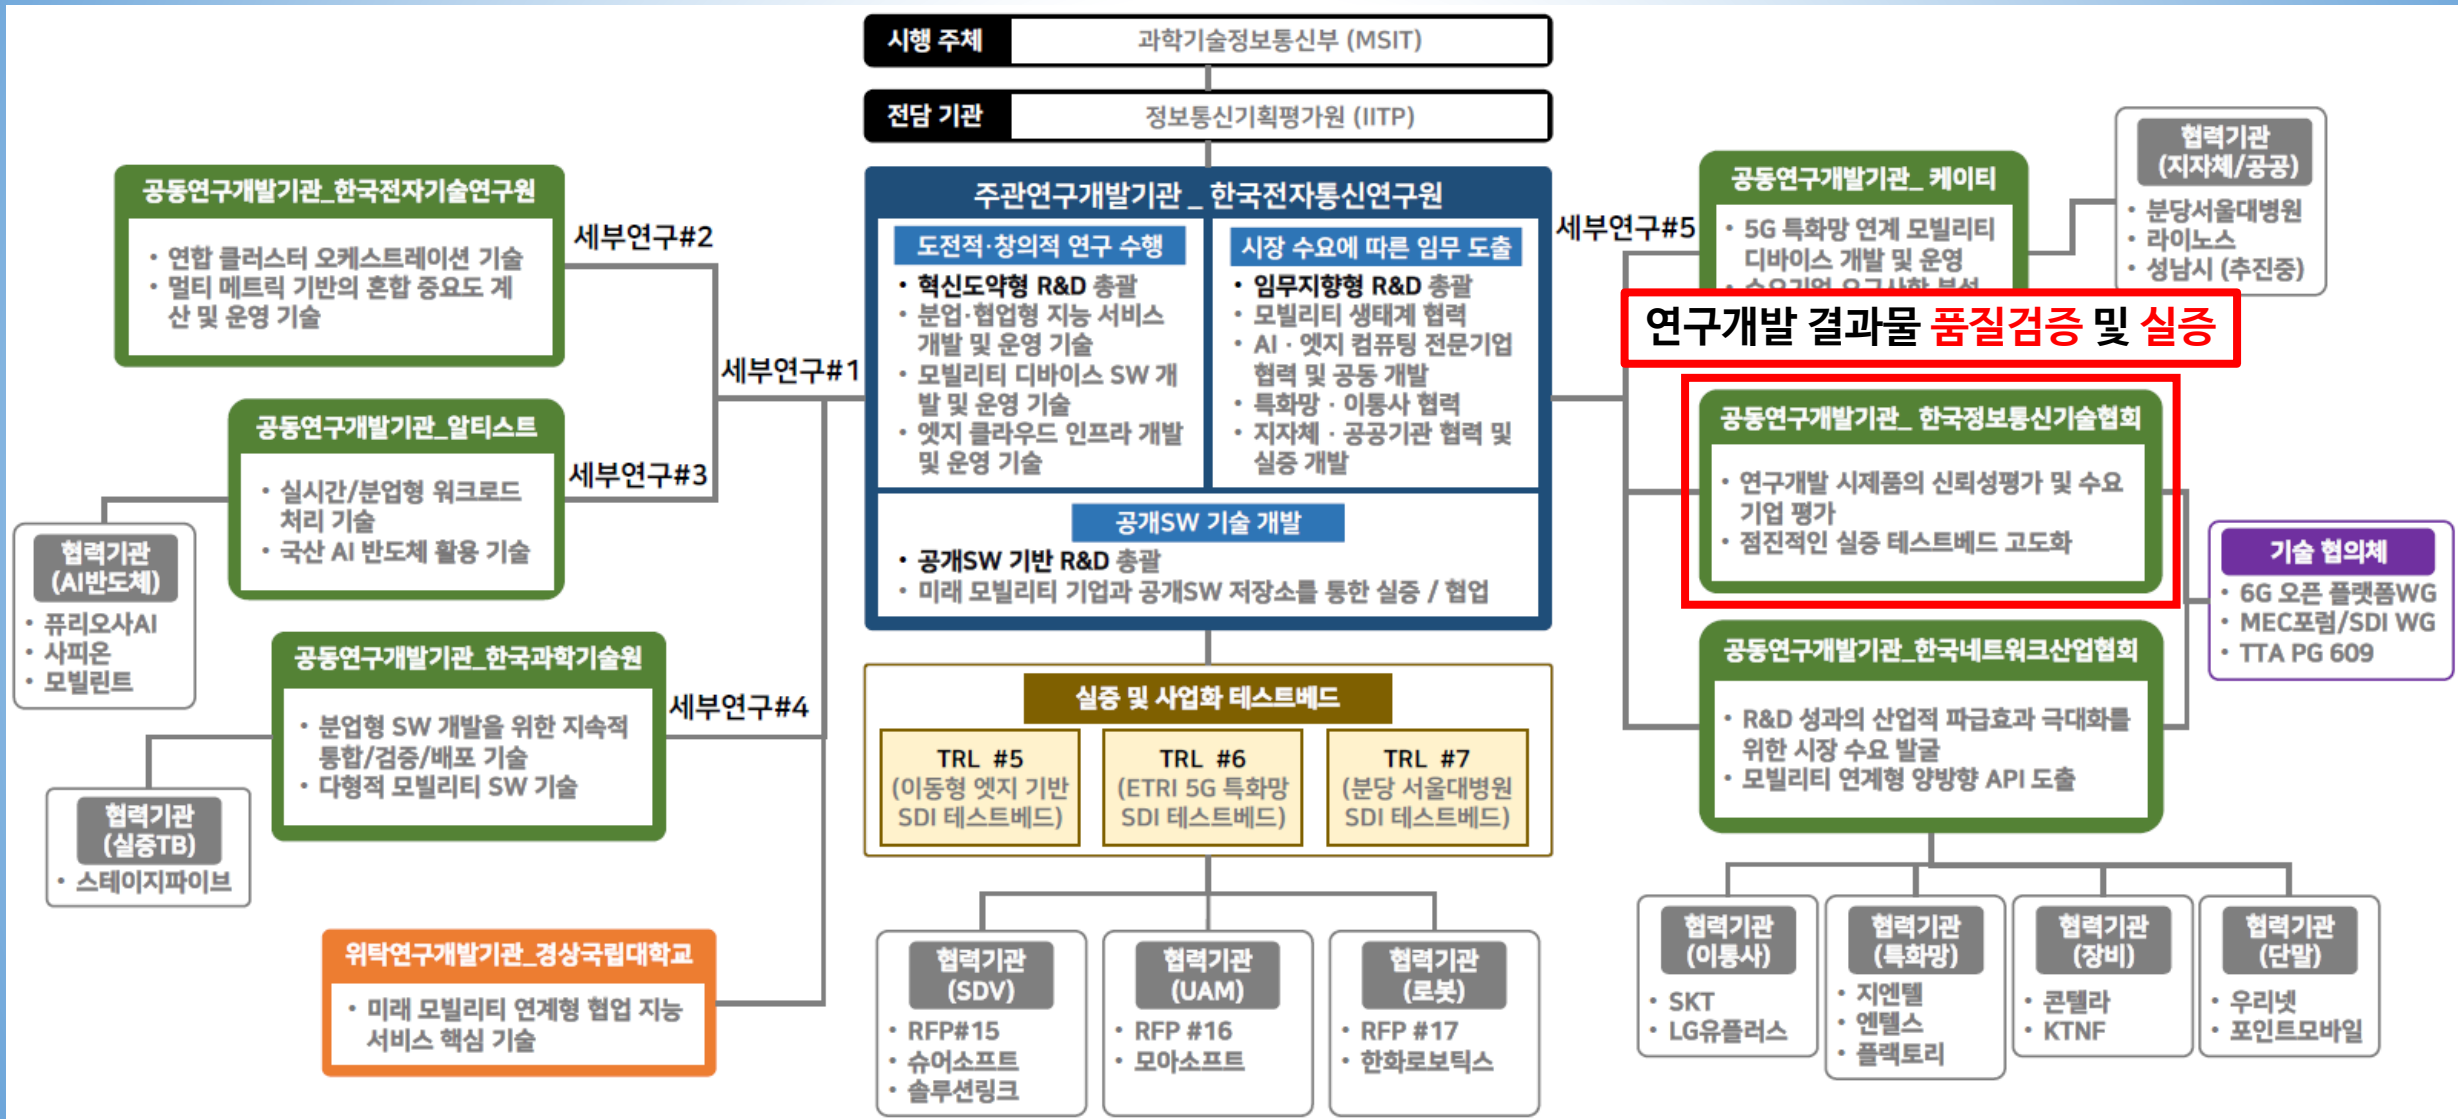 시행 주체
과학기술정보통신부 (MSIT)
전담 기관
정보통신기획평가원 (IITP)
공동연구개발기관_한국전자기술연구원
• 연합 클러스터 오케스트레이션 기술
• 멀티 메트릭 기반의 혼합 중요도 계
산 및 운영 기술
세부연구#2
공동연구개발기관_알티스트
• 실시간/분업형 워크로드
처리 기술
• 국산 AI 반도체 활용 기술
세부연구#3
세부연구#1
협력기관
(AI반도체)
• 퓨리오사AI
• 사피온
• 모빌린트
공동연구개발기관_한국과학기술원
• 분업형 SW 개발을 위한 지속적
통합/검증/배포 기술
• 다형적 모빌리티 SW 기술
세부연구#4
협력기관
(실증TB)
• 스테이지파이브
위탁연구개발기관_경상국립대학교
• 미래 모빌리티 연계형 협업 지능
서비스 핵심 기술
주관연구개발기관 _ 한국전자통신연구원
도전적·창의적 연구 수행
• 혁신도약형 R&D 총괄
• 분업·협업형 지능 서비스
개발 및 운영 기술
• 모빌리티 디바이스 SW 개
발 및 운영 기술
• 엣지 클라우드 인프라 개발
및 운영 기술
시장 수요에 따른 임무 도출
• 임무지향형 R&D 총괄
• 모빌리티 생태계 협력
• AI · 엣지 컴퓨팅 전문기업
협력 및 공동 개발
• 특화망 · 이통사 협력
• 지자체 · 공공기관 협력 및
실증 개발
공개SW 기술 개발
• 공개SW 기반 R&D 총괄
• 미래 모빌리티 기업과 공개SW 저장소를 통한 실증 / 협업
실증 및 사업화 테스트베드
TRL #5
(이동형 엣지 기반
SDI 테스트베드)
TRL #6
(ETRI 5G 특화망
SDI 테스트베드)
TRL #7
(분당 서울대병원
SDI 테스트베드)
협력기관
(SDV)
• RFP#15
• 슈어소프트
• 솔루션링크
협력기관
(UAM)
• RFP #16
• 모아소프트
협력기관
(로봇)
• RFP #17
• 한화로보틱스
세부연구#5
공동연구개발기관_ 케이티
• 5G 특화망 연계 모빌리티
디바이스 개발 및 운영
• 수요기업 요구사항 분석
협력기관
(지자체/공공)
• 분당서울대병원
• 라이노스
• 성남시 (추진중)
연구개발 결과물 품질검증 및 실증
공동연구개발기관_ 한국정보통신기술협회
• 연구개발 시제품의 신뢰성평가 및 수요
기업 평가
• 점진적인 실증 테스트베드 고도화
기술 협의체
• 6G 오픈 플랫폼WG
• MEC포럼/SDI WG
• TTA PG 609
공동연구개발기관_한국네트워크산업협회
• R&D 성과의 산업적 파급효과 극대화를
위한 시장 수요 발굴
• 모빌리티 연계형 양방향 API 도출
협력기관
(이통사)
• SKT
• LG유플러스
협력기관
(특화망)
• 지엔텔
• 엔텔스
• 플랙토리
협력기관
(장비)
• 콘텔라
• KTNF
협력기관
(단말)
• 우리넷
• 포인트모바일